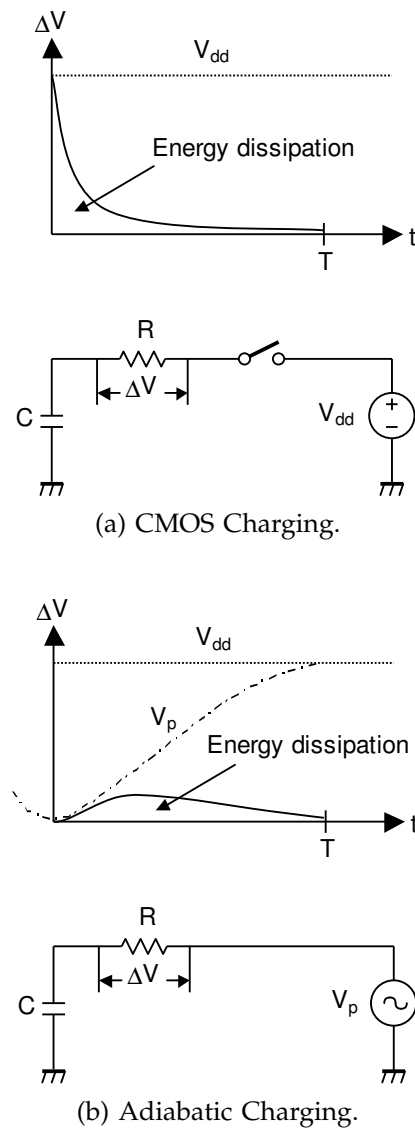 ΔV
V_dd
Energy dissipation
T
t
R
ΔV
C
V_dd
+
−
(a) CMOS Charging.
ΔV
V_dd
V_p
Energy dissipation
T
t
R
ΔV
C
V_p
(b) Adiabatic Charging.